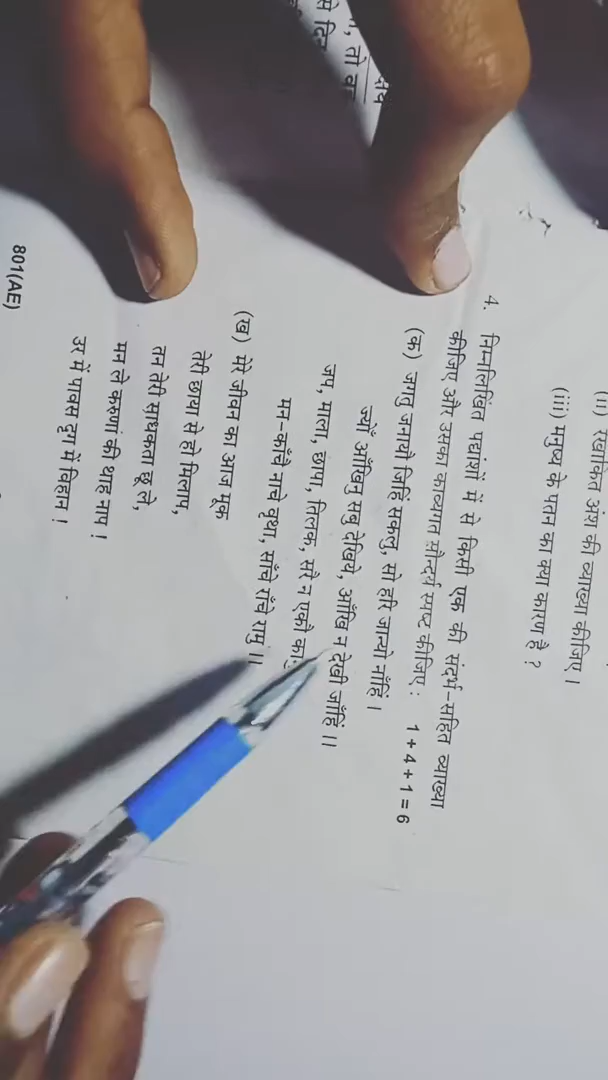 (ii) रेखांकित अंश की व्याख्या कीजिए ।
(iii) मनुष्य के पतन का क्या कारण है ?
4. निम्नलिखित पद्यांशों में से किसी एक की संदर्भ-सहित व्याख्या
कीजिए और उसका काव्यगत सौन्दर्य स्पष्ट कीजिए : 1 + 4 + 1 = 6
(क) जगतु जनायौ जिहिं सकलु, सो हरि जान्यो नाँहि ।
ज्यौं आँखिनु सबु देखियै, आँखि न देखी जाँहि ।।
जप, माला, छापा, तिलक, सरै न एकौ
मन-काँचै नाचै वृथा, साँचे राँचे रामु ।।
(ख) मेरे जीवन का आज मूक
तेरी छाया से हो मिलाप,
तन तेरी साधकता छू ले,
मन ले करुणा की थाह नाप !
उर में पावस दृग में विहान !
801(AE)